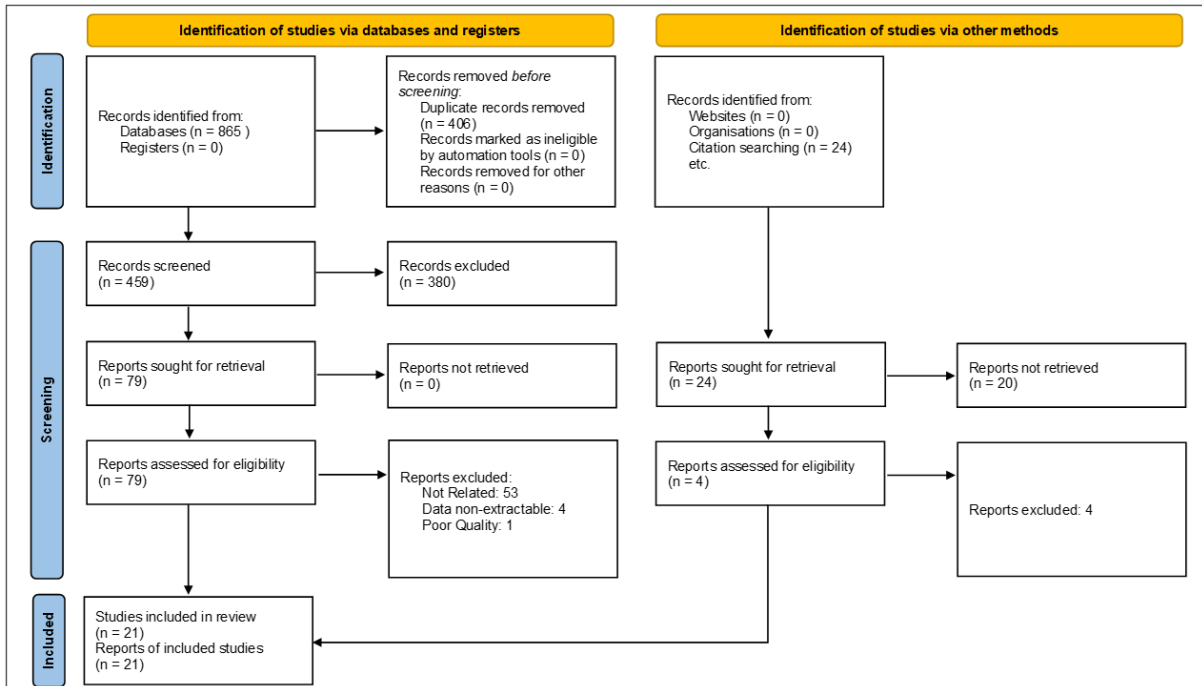 Identification of studies via databases and registers
Identification of studies via other methods
Identification
Records identified from:
Databases (n = 865 )
Registers (n = 0)
Records removed before
screening:
Duplicate records removed
(n = 406)
Records marked as ineligible
by automation tools (n = 0)
Records removed for other
reasons (n = 0)
Records identified from:
Websites (n = 0)
Organisations (n = 0)
Citation searching (n = 24)
etc.
Screening
Records screened
(n = 459)
Records excluded
(n = 380)
Reports sought for retrieval
(n = 79)
Reports not retrieved
(n = 0)
Reports sought for retrieval
(n = 24)
Reports not retrieved
(n = 20)
Reports assessed for eligibility
(n = 79)
Reports excluded:
Not Related: 53
Data non-extractable: 4
Poor Quality: 1
Reports assessed for eligibility
(n = 4)
Reports excluded: 4
Included
Studies included in review
(n = 21)
Reports of included studies
(n = 21)